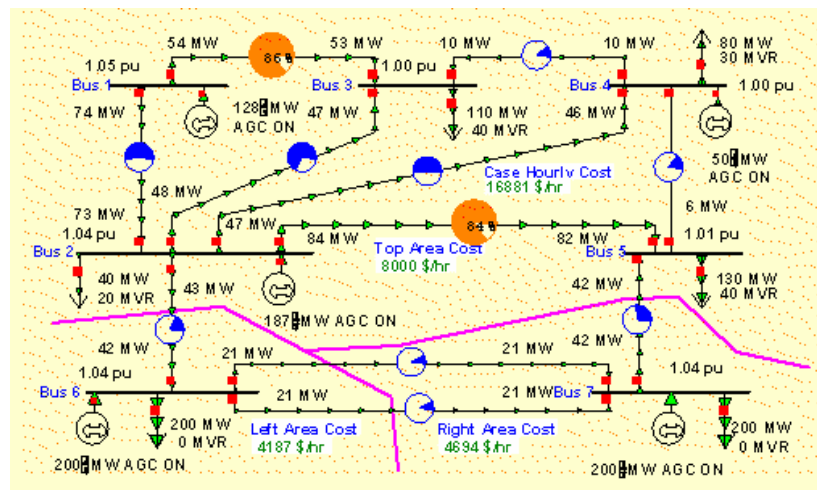 54 MW
86%
53 MW
10 MW
10 MW
80 MW
30 MVR
1.05 pu
1.00 pu
Bus 1
Bus 3
Bus 4
1.00 pu
74 MW
128 MW
AGC ON
47 MW
110 MW
40 MVR
46 MW
50 MW
AGC ON
Case Hourly Cost
16881 $/hr
48 MW
73 MW
1.04 pu
47 MW
84%
6 MW
Bus 2
84 MW
Top Area Cost
8000 $/hr
82 MW
Bus 5
1.01 pu
40 MW
20 MVR
43 MW
42 MW
130 MW
40 MVR
187 MW AGC ON
42 MW
42 MW
1.04 pu
21 MW
21 MW
1.04 pu
Bus 6
21 MW
21 MW
Bus 7
200 MW
0 MVR
Left Area Cost
4187 $/hr
Right Area Cost
4694 $/hr
200 MW
0 MVR
200 MW AGC ON
200 MW AGC ON